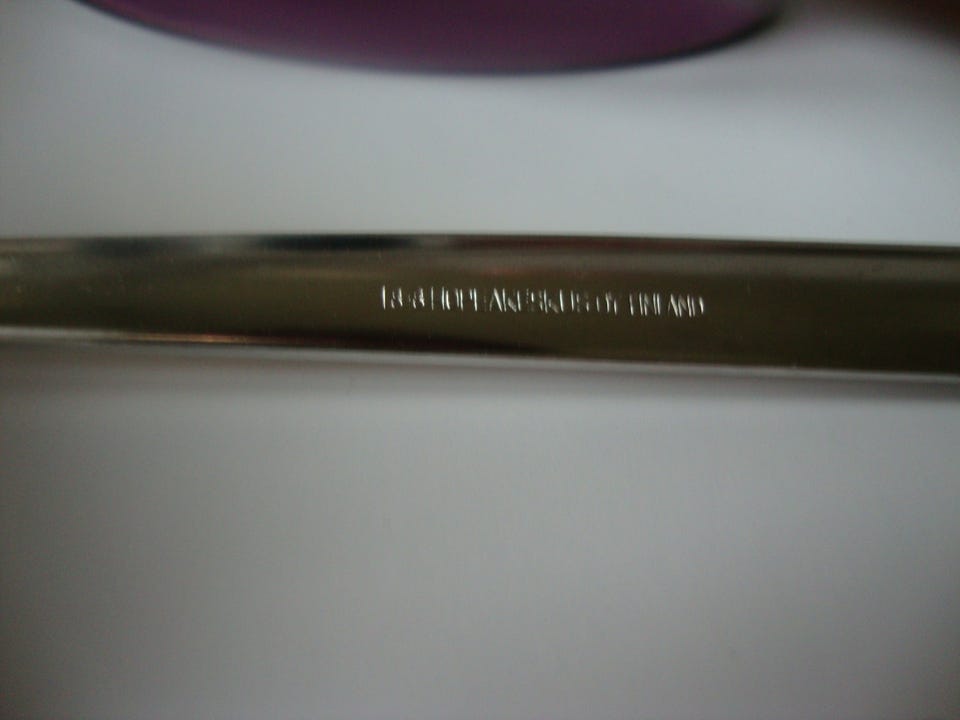 18-8 HOPEAKESKUS OY FINLAND